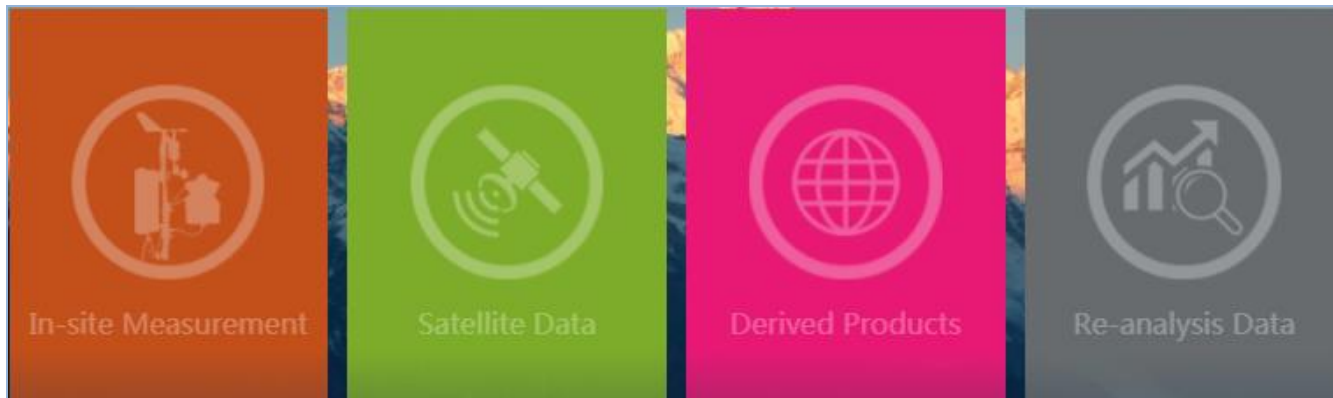 In-site Measurement
Satellite Data
Derived Products
Re-analysis Data